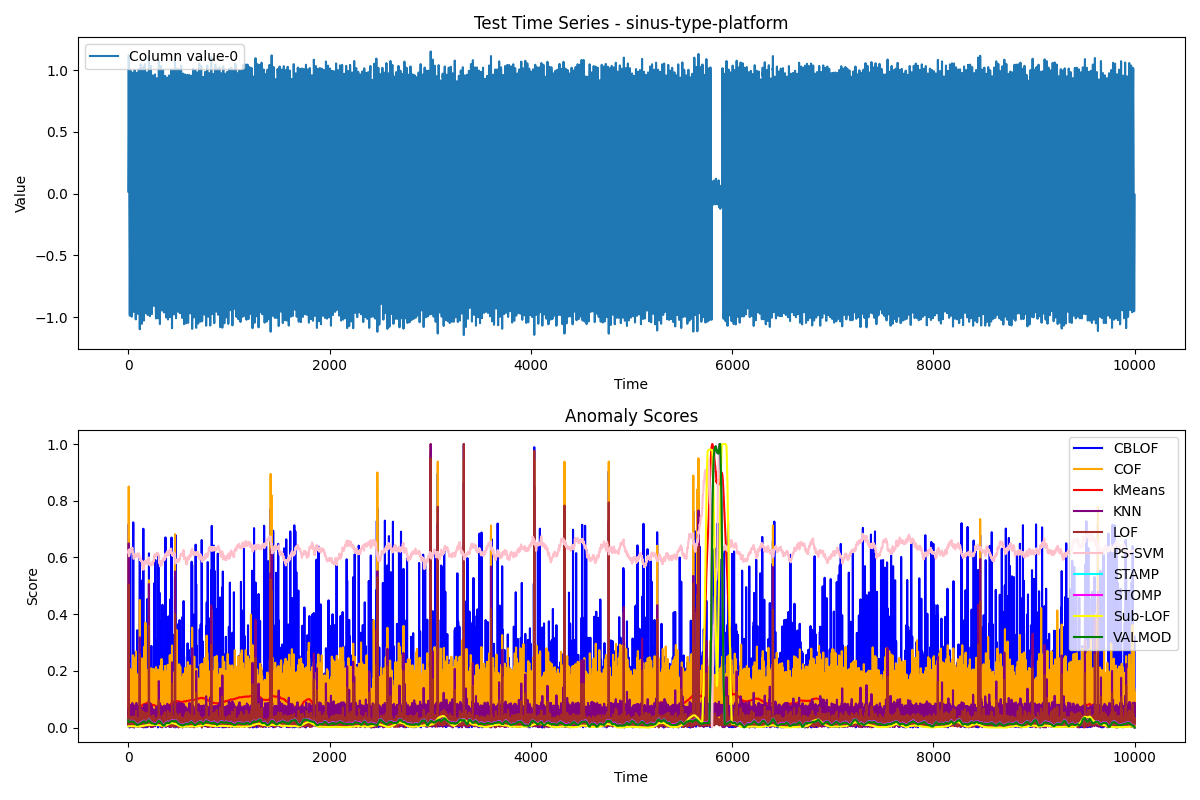 Test Time Series - sinus-type-platform
Column value-0
1.0
0.5
0.0
−0.5
−1.0
Value
0 2000 4000 6000 8000 10000
Time
Anomaly Scores
1.0
0.8
0.6
0.4
0.2
0.0
Score
CBLOF
COF
kMeans
KNN
LOF
PS-SVM
STAMP
STOMP
Sub-LOF
VALMOD
0 2000 4000 6000 8000 10000
Time